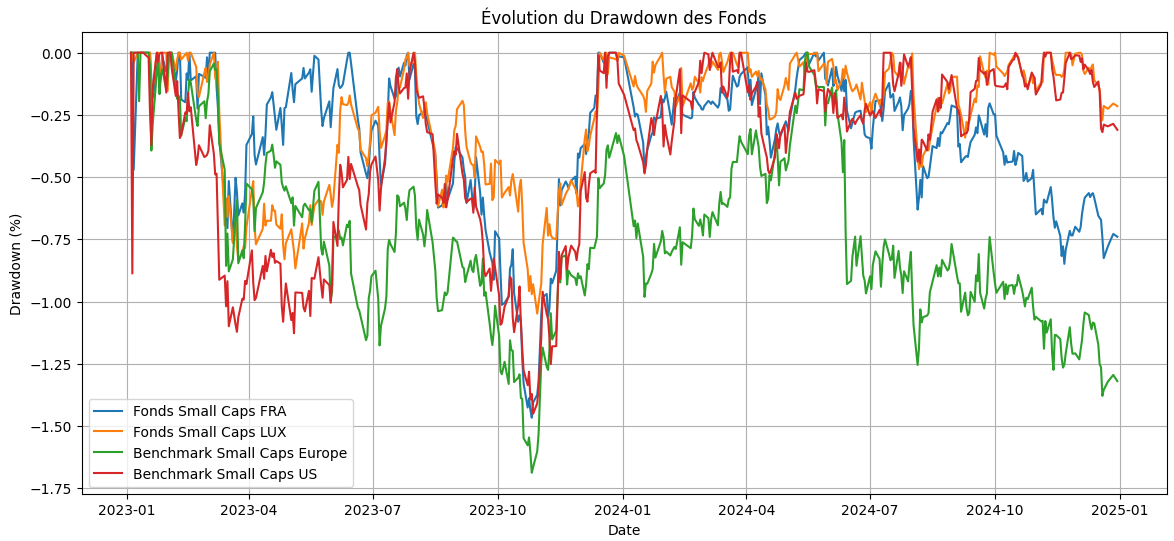 Évolution du Drawdown des Fonds
Drawdown (%)
0.00
−0.25
−0.50
−0.75
−1.00
−1.25
−1.50
−1.75
Fonds Small Caps FRA
Fonds Small Caps LUX
Benchmark Small Caps Europe
Benchmark Small Caps US
2023-01 2023-04 2023-07 2023-10 2024-01 2024-04 2024-07 2024-10 2025-01
Date